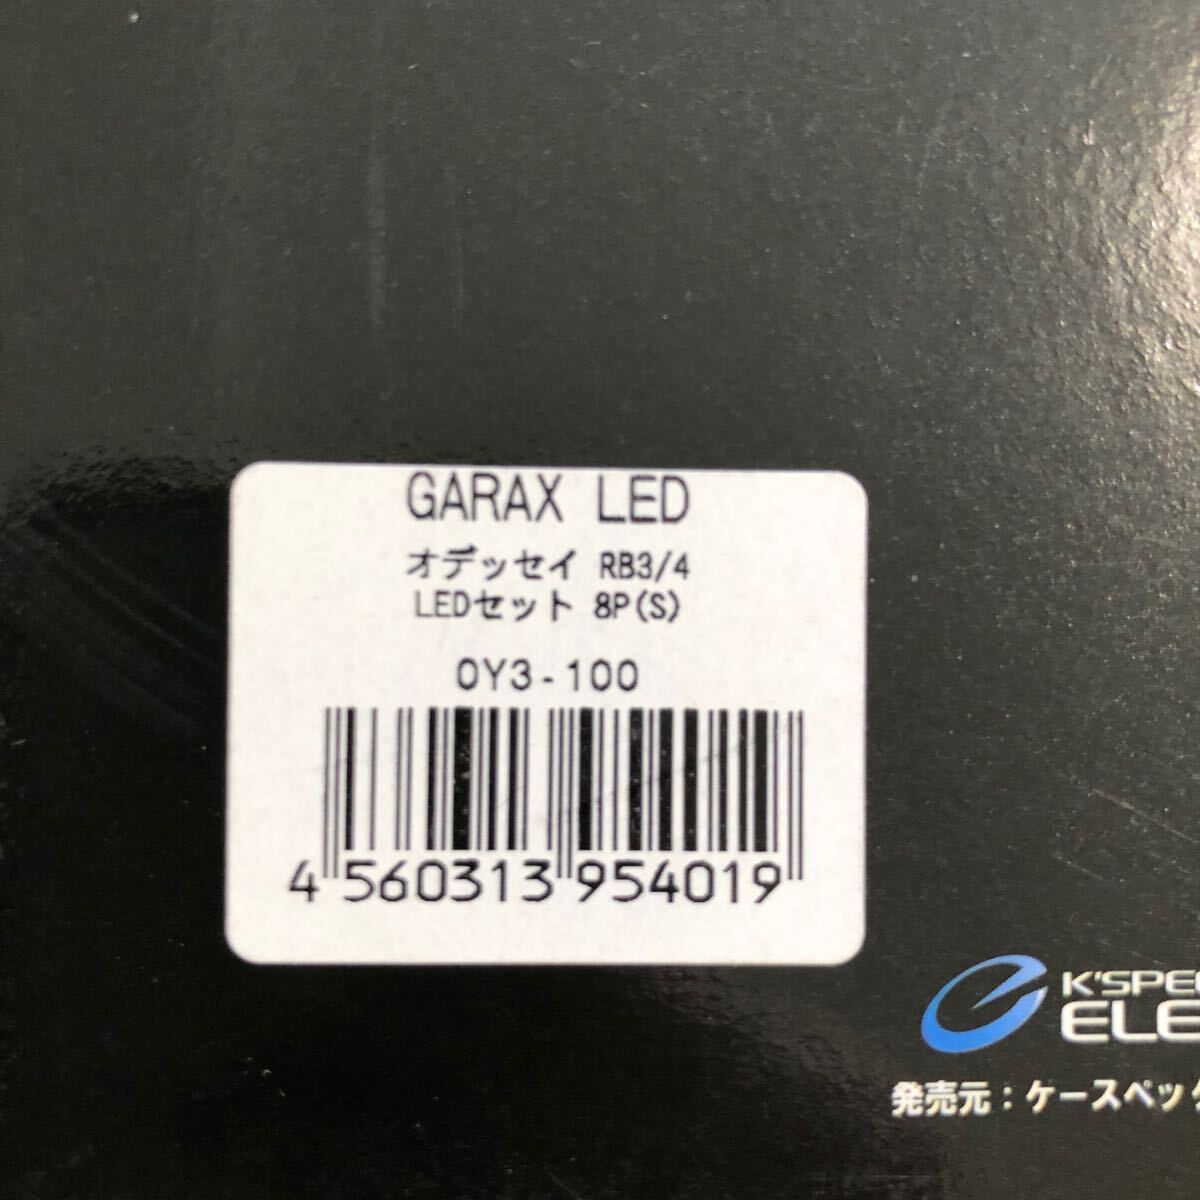 GARAX LED
オデッセイ RB3/4
LEDセット 8P(S)
OY3-100
4 560313 954019
K'SPE
ELE
発売元：ケースペック